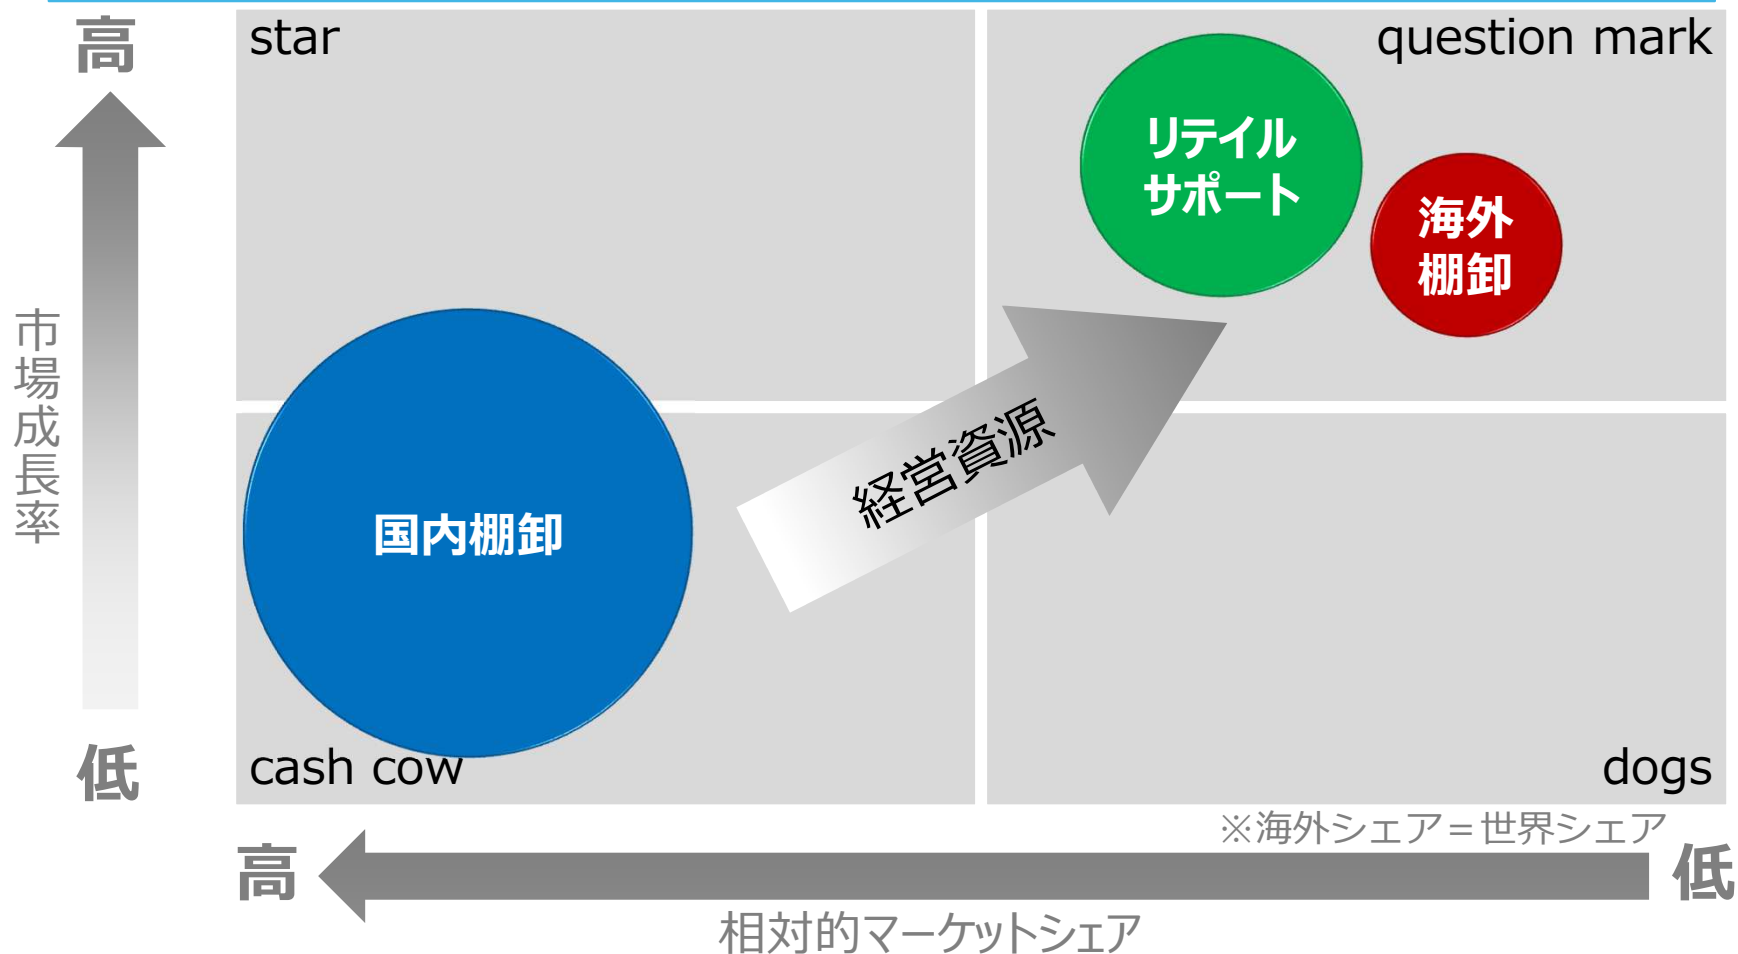 高
star
question mark
リテイル
サポート
海外
棚卸
市場成長率
経営資源
国内棚卸
低
cash cow
dogs
※海外シェア=世界シェア
高
低
相対的マーケットシェア